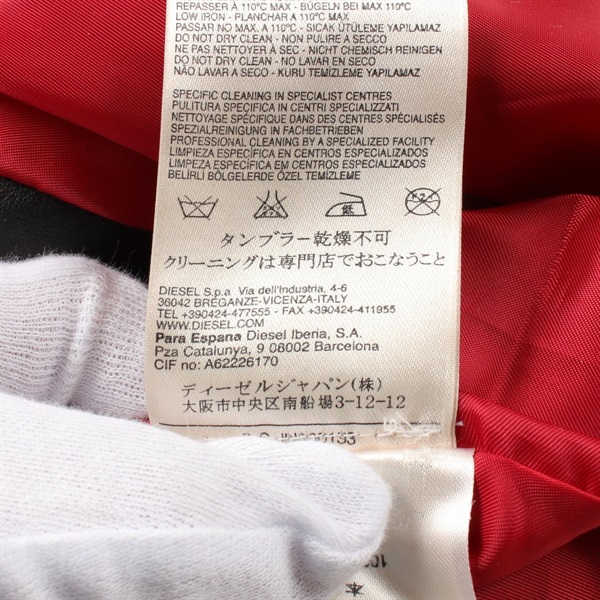 REPASSER À 110°C MAX - BÜGELN BEI MAX 110°C
LOW IRON - PLANCHAR A 110°C MAX
PASSAR NO MAX. A 110°C - SICAK ÜTÜLEME YAPILAMAZ
DO NOT DRY CLEAN - NON PULIRE A SECCO
NE PAS NETTOYER À SEC - NICHT CHEMISCH REINIGEN
DO NOT DRY CLEAN - NO LAVAR EN SECO
NÃO LAVAR A SECO - KURU TEMIZLEME YAPILAMAZ
SPECIFIC CLEANING IN SPECIALIST CENTRES
PULITURA SPECIFICA IN CENTRI SPECIALIZZATI
NETTOYAGE SPÉCIFIQUE DANS DES CENTRES SPÉCIALISÉS
SPEZIALREINIGUNG IN FACHBETRIEBEN
PROFESSIONAL CLEANING BY A SPECIALIZED FACILITY
LIMPIEZA ESPECÍFICA EN CENTROS ESPECIALIZADOS
LIMPEZA ESPECÍFICA EM CENTROS ESPECIALIZADOS
BELİRLİ BÖLGELERDE ÖZEL TEMIZLEME
低
タンブラー乾燥不可
クリーニングは専門店でおこなうこと
DIESEL S.p.a Via dell'Industria, 4-6
36042 BREGANZE-VICENZA-ITALY
TEL +390424-477555 - FAX +390424-411955
WWW.DIESEL.COM
Para Espana Diesel Iberia, S.A.
Pza Catalunya, 9 08002 Barcelona
CIF no: A62226170
ディーゼルジャパン(株)
大阪市中央区南船場3-12-12